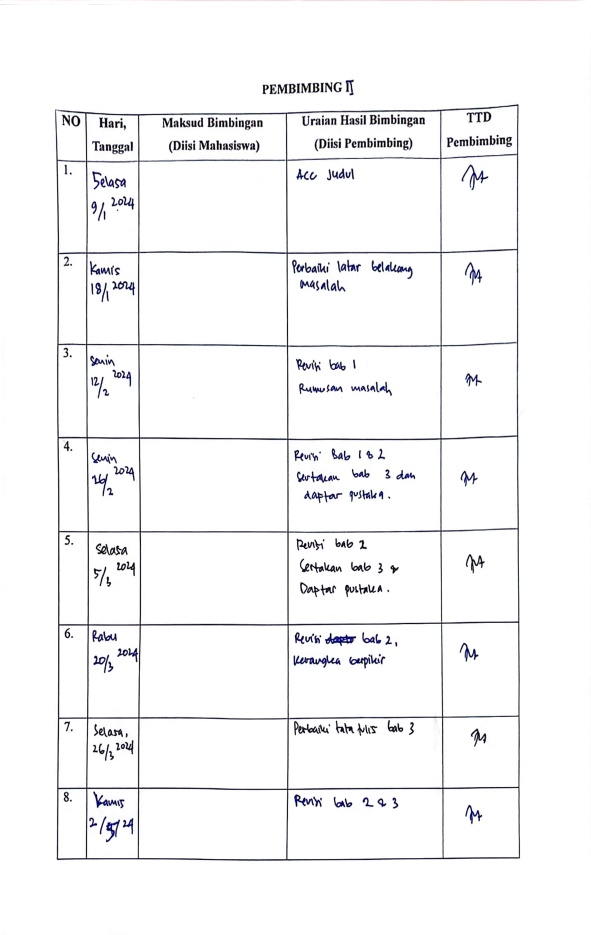 PEMBIMBING II
NO Hari, Tanggal Maksud Bimbingan (Diisi Mahasiswa) Uraian Hasil Bimbingan (Diisi Pembimbing) TTD Pembimbing
1. Selasa 9/1 2024 Acc Judul
2. Kamis 18/1 2024 Perbaiki latar belakang
masalah
3. Senin 12/2 2024 Revisi bab 1
Rumusan masalah
4. Senin 26/2 2024 Revisi Bab 1 & 2
Sertakan bab 3 dan
daptar pustaka.
5. Selasa 5/3 2024 Revisi bab 2
Sertakan bab 3 &
Daptar pustaka.
6. Rabu 20/3 2024 Revisi bab 2,
Kerangka berpikir
7. Selasa, 26/3 2024 Perbaiki tata tulis bab 3
8. Kamis 2/5/24 Revisi bab 2 & 3